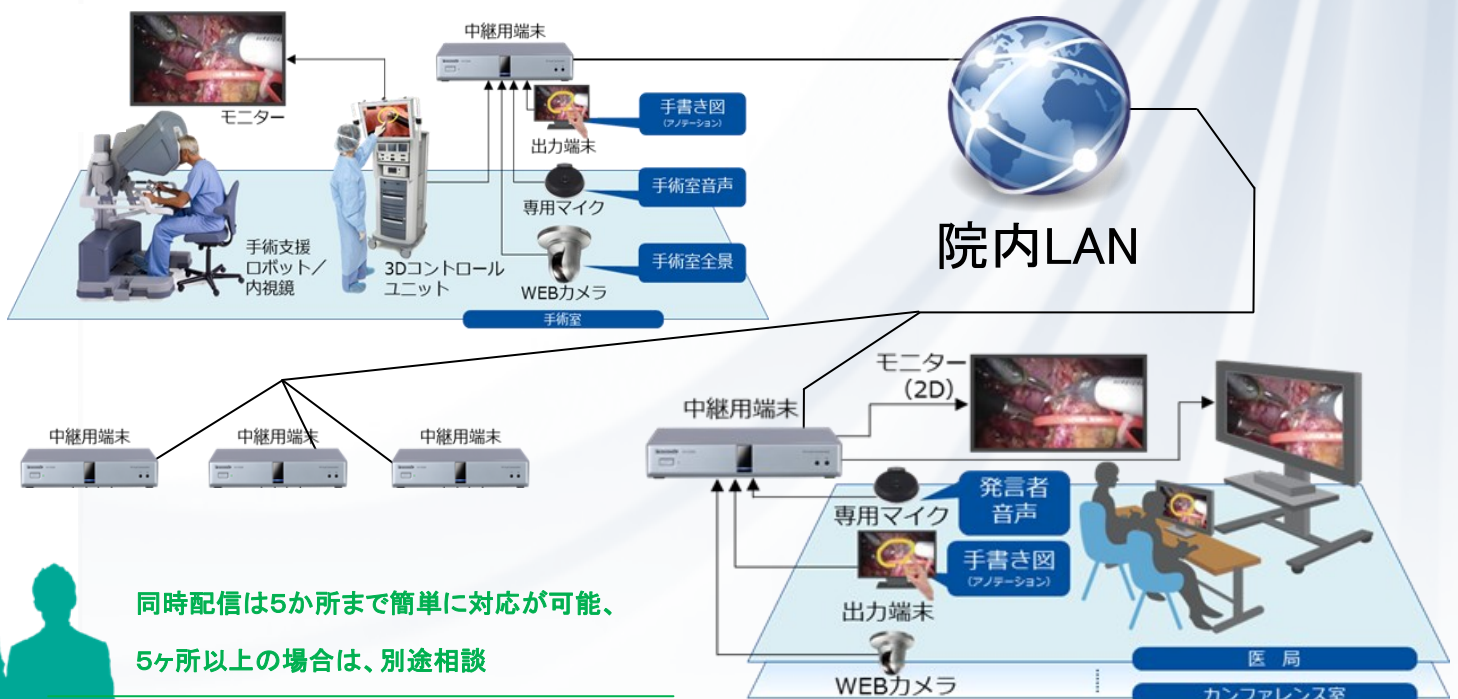 中継用端末
モニター
手書き図
(アノテーション)
出力端末
手術室音声
専用マイク
手術室全景
WEBカメラ
手術支援
ロボット／
内視鏡
3Dコントロール
ユニット
手術室
院内LAN
中継用端末
中継用端末
中継用端末
中継用端末
モニター
(2D)
専用マイク
発言者
音声
手書き図
(アノテーション)
出力端末
WEBカメラ
医 局
カンファレンス室
同時配信は5か所まで簡単に対応が可能、
5ヶ所以上の場合は、別途相談